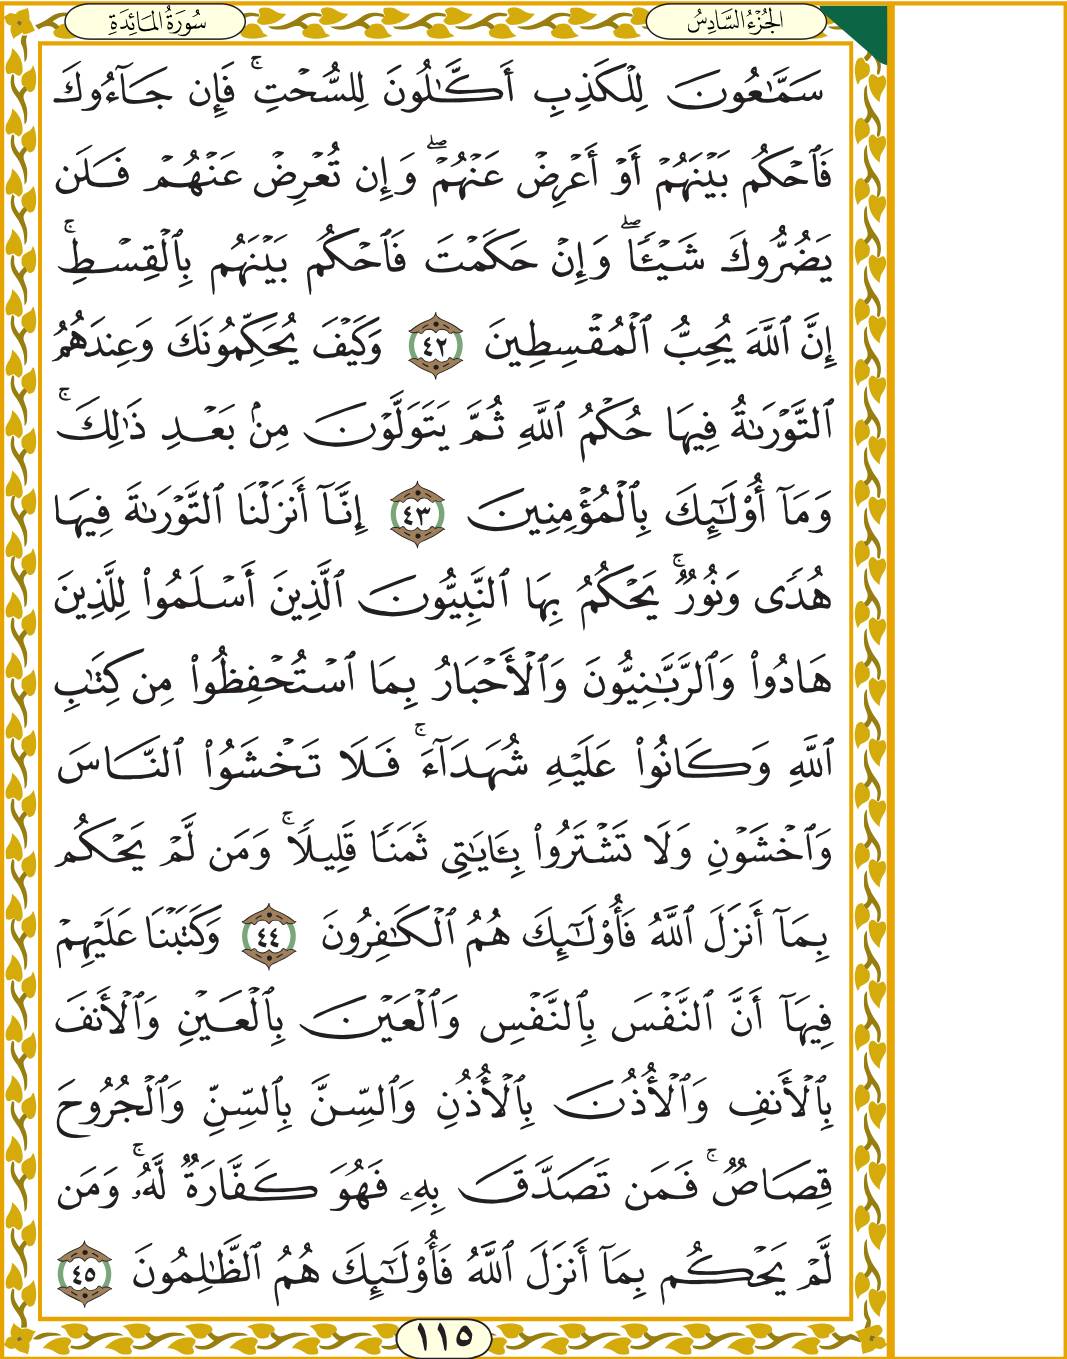 الجُزْءُ السَّادِسُ
سُورَةُ المَائِدَةِ
سَمَّٰعُونَ لِلْكَذِبِ أَكَّٰلُونَ لِلسُّحْتِ ۚ فَإِن جَآءُوكَ
فَٱحْكُم بَيْنَهُمْ أَوْ أَعْرِضْ عَنْهُمْ ۖ وَإِن تُعْرِضْ عَنْهُمْ فَلَن
يَضُرُّوكَ شَيْـًٔا ۖ وَإِنْ حَكَمْتَ فَٱحْكُم بَيْنَهُم بِٱلْقِسْطِ ۚ
إِنَّ ٱللَّهَ يُحِبُّ ٱلْمُقْسِطِينَ ٤٢ وَكَيْفَ يُحَكِّمُونَكَ وَعِندَهُمُ
ٱلتَّوْرَىٰةُ فِيهَا حُكْمُ ٱللَّهِ ثُمَّ يَتَوَلَّوْنَ مِنۢ بَعْدِ ذَٰلِكَ ۚ
وَمَآ أُو۟لَٰٓئِكَ بِٱلْمُؤْمِنِينَ ٤٣ إِنَّآ أَنزَلْنَا ٱلتَّوْرَىٰةَ فِيهَا
هُدًى وَنُورٌ ۚ يَحْكُمُ بِهَا ٱلنَّبِيُّونَ ٱلَّذِينَ أَسْلَمُوا۟ لِلَّذِينَ
هَادُوا۟ وَٱلرَّبَّٰنِيُّونَ وَٱلْأَحْبَارُ بِمَا ٱسْتُحْفِظُوا۟ مِن كِتَٰبِ
ٱللَّهِ وَكَانُوا۟ عَلَيْهِ شُهَدَآءَ ۚ فَلَا تَخْشَوُا۟ ٱلنَّاسَ
وَٱخْشَوْنِ وَلَا تَشْتَرُوا۟ بِـَٔايَٰتِى ثَمَنًا قَلِيلًا ۚ وَمَن لَّمْ يَحْكُم
بِمَآ أَنزَلَ ٱللَّهُ فَأُو۟لَٰٓئِكَ هُمُ ٱلْكَٰفِرُونَ ٤٤ وَكَتَبْنَا عَلَيْهِمْ
فِيهَآ أَنَّ ٱلنَّفْسَ بِٱلنَّفْسِ وَٱلْعَيْنَ بِٱلْعَيْنِ وَٱلْأَنفَ
بِٱلْأَنفِ وَٱلْأُذُنَ بِٱلْأُذُنِ وَٱلسِّنَّ بِٱلسِّنِّ وَٱلْجُرُوحَ
قِصَاصٌ ۚ فَمَن تَصَدَّقَ بِهِۦ فَهُوَ كَفَّارَةٌ لَّهُۥ ۚ وَمَن
لَّمْ يَحْكُم بِمَآ أَنزَلَ ٱللَّهُ فَأُو۟لَٰٓئِكَ هُمُ ٱلظَّٰلِمُونَ ٤٥
١١٥